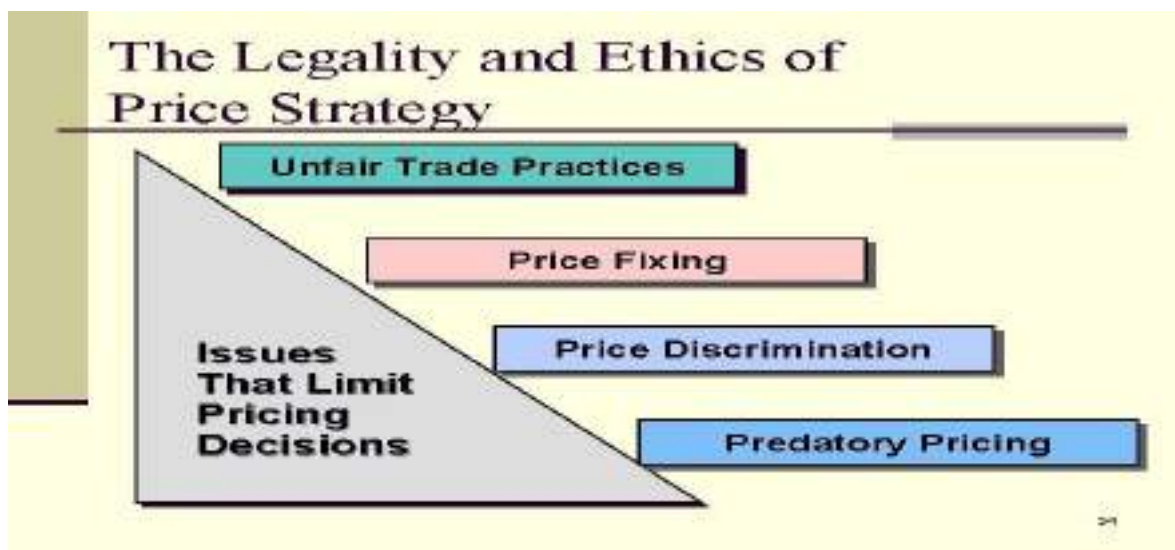 The Legality and Ethics of
Price Strategy
Unfair Trade Practices
Price Fixing
Price Discrimination
Predatory Pricing
Issues
That Limit
Pricing
Decisions